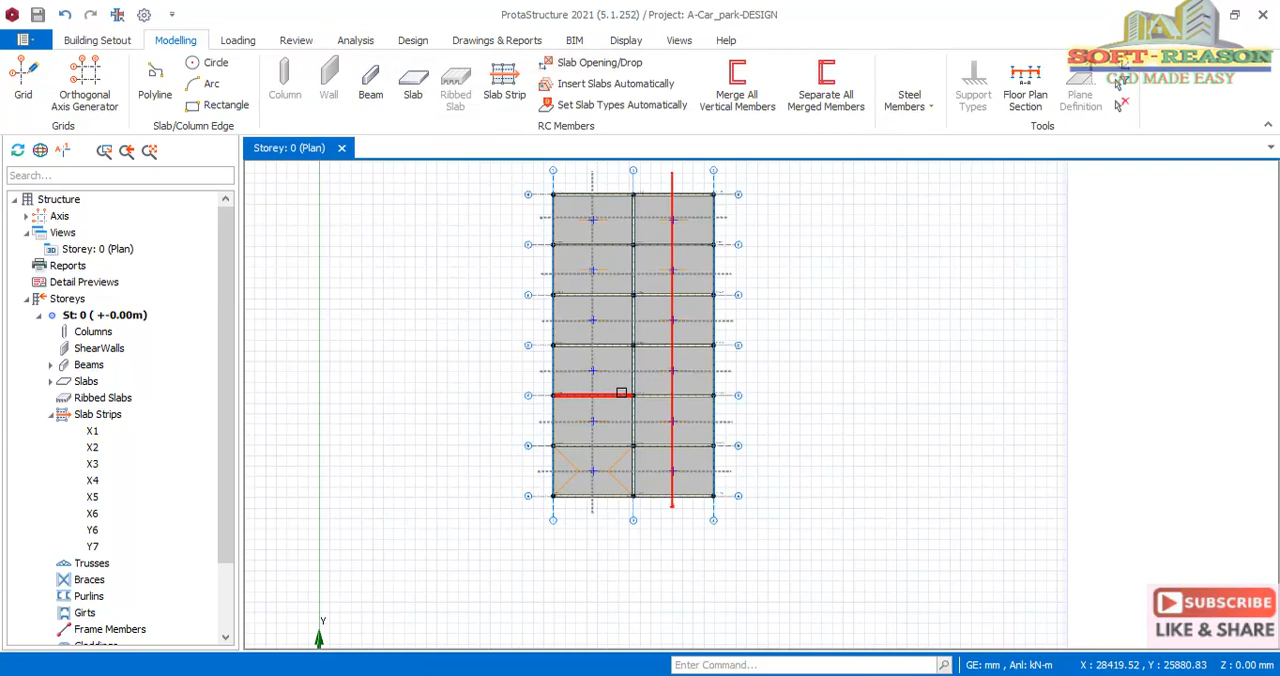 ProtaStructure 2021 (5.1.252) / Project: A-Car_park-DESIGN
SOFT-REASON
CAD MADE EASY
Building Setout
Modelling
Loading
Review
Analysis
Design
Drawings & Reports
BIM
Display
Views
Help
Grid
Orthogonal
Axis Generator
Grids
Polyline
Circle
Arc
Rectangle
Slab/Column Edge
Column
Wall
Beam
Slab
Ribbed
Slab
Slab Strip
Slab Opening/Drop
Insert Slabs Automatically
Set Slab Types Automatically
RC Members
Merge All
Vertical Members
Separate All
Merged Members
Steel
Members
Support
Types
Floor Plan
Section
Plane
Definition
Tools
Storey: 0 (Plan)
Search...
Structure
Axis
Views
Storey: 0 (Plan)
Reports
Detail Previews
Storeys
St: 0 ( +-0.00m)
Columns
ShearWalls
Beams
Slabs
Ribbed Slabs
Slab Strips
X1
X2
X3
X4
X5
X6
Y6
Y7
Trusses
Braces
Purlins
Girts
Frame Members
Y
SUBSCRIBE
LIKE & SHARE
Enter Command...
GE: mm , Anl: kN-m
X : 28419.52 , Y : 25880.83
Z : 0.00 mm